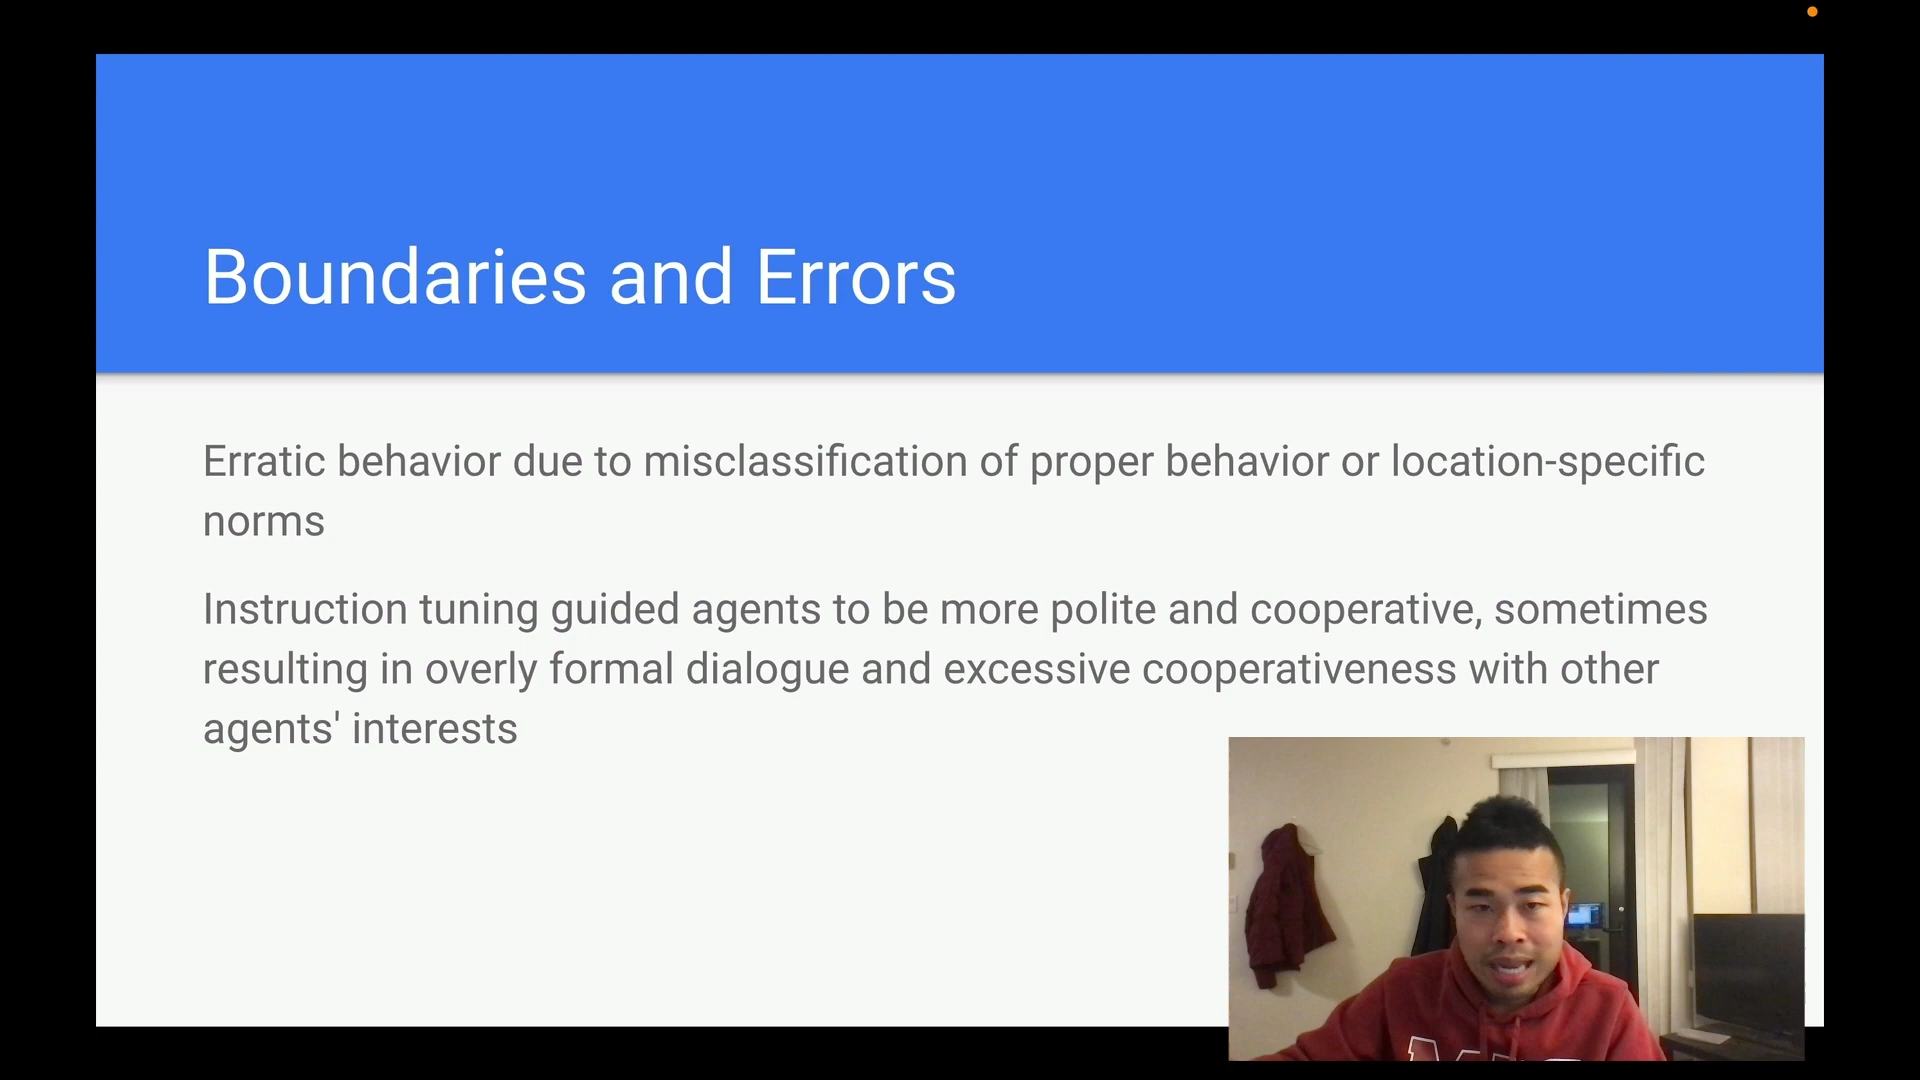 Boundaries and Errors
Erratic behavior due to misclassification of proper behavior or location-specific
norms
Instruction tuning guided agents to be more polite and cooperative, sometimes
resulting in overly formal dialogue and excessive cooperativeness with other
agents' interests